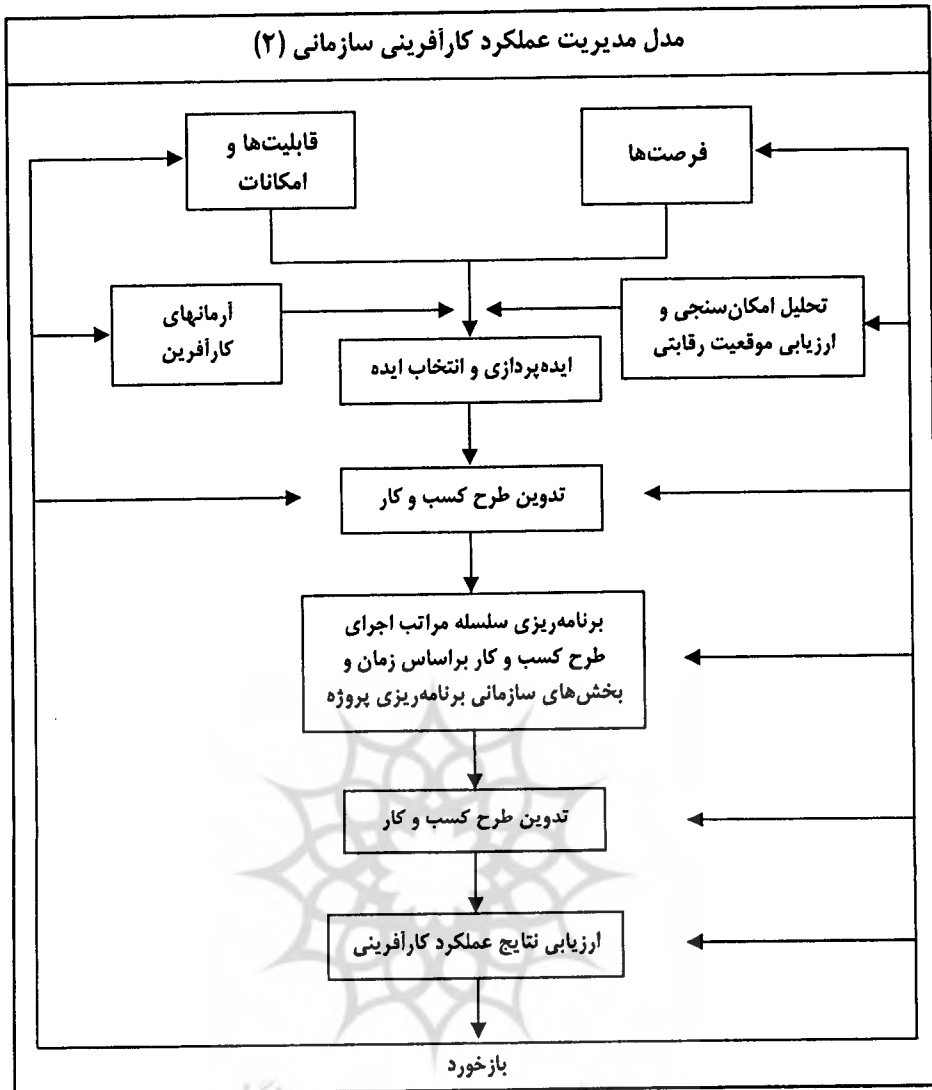 مدل مدیریت عملکرد کارآفرینی سازمانی (۲)
فرصت‌ها
قابلیت‌ها و
امکانات
تحلیل امکان‌سنجی و
ارزیابی موقعیت رقابتی
آرمانهای
کارآفرین
ایده‌پردازی و انتخاب ایده
تدوین طرح کسب و کار
برنامه‌ریزی سلسله مراتب اجرای
طرح کسب و کار براساس زمان و
بخش‌های سازمانی برنامه‌ریزی پروژه
تدوین طرح کسب و کار
ارزیابی نتایج عملکرد کارآفرینی
بازخورد